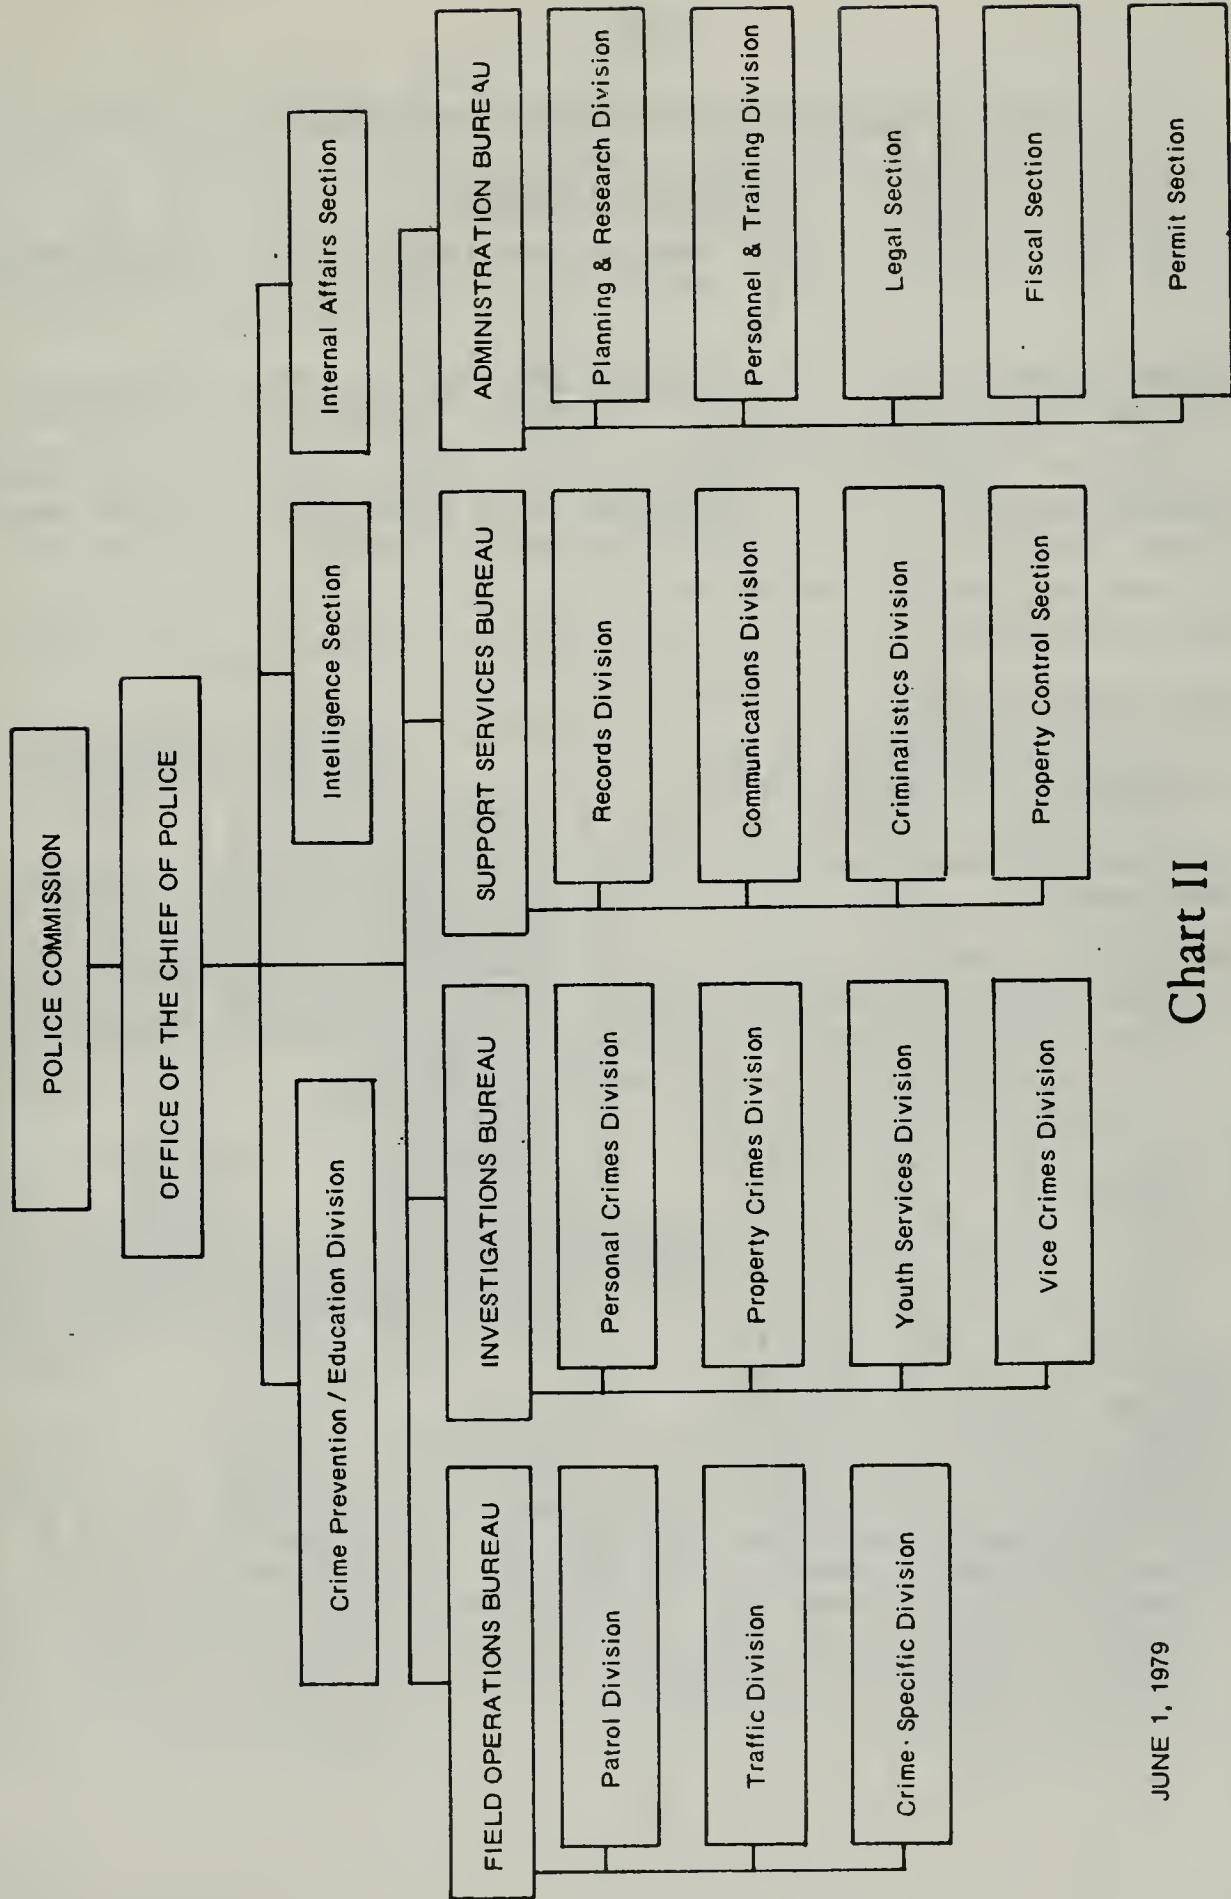 POLICE COMMISSION
OFFICE OF THE CHIEF OF POLICE
Crime Prevention / Education Division
Intelligence Section
Internal Affairs Section
FIELD OPERATIONS BUREAU
Patrol Division
Traffic Division
Crime · Specific Division
INVESTIGATIONS BUREAU
Personal Crimes Division
Property Crimes Division
Youth Services Division
Vice Crimes Division
SUPPORT SERVICES BUREAU
Records Division
Communications Division
Criminalistics Division
Property Control Section
ADMINISTRATION BUREAU
Planning & Research Division
Personnel & Training Division
Legal Section
Fiscal Section
Permit Section
JUNE 1, 1979
Chart II